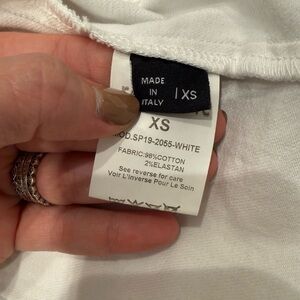 MADE
IN
ITALY
XS
XS
OD.SP19-2055-WHITE
FABRIC:98%COTTON
2%ELASTAN
See reverse for care
Voir L'Inverse Pour Le Soin